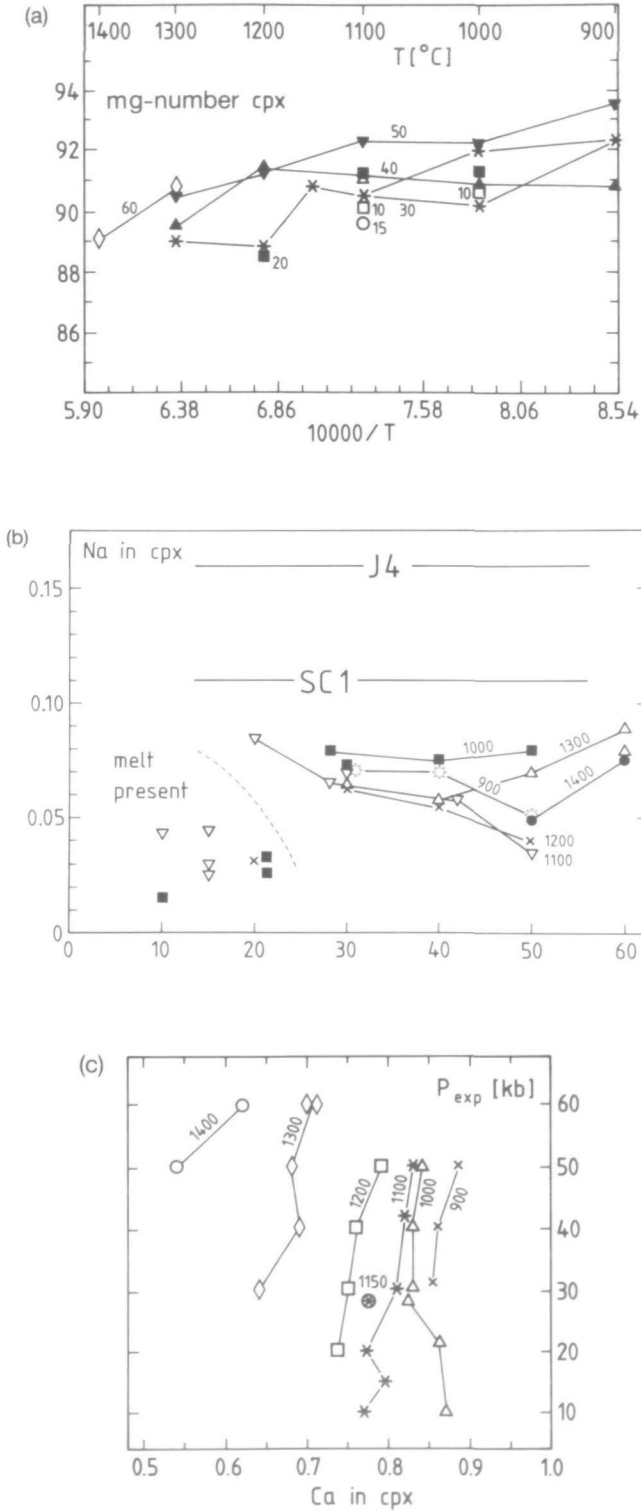 (a)
1400 1300 1200 1100 1000 900
T[°C]
mg-number cpx
94
92
90
88
86
50
40
60
10
30
10
15
20
5.90 6.38 6.86 7.58 8.06 8.54
10000/T
(b)
Na in cpx
0.15
0.10
0.05
0
J4
SC1
melt
present
1000
1300
900
1400
1200
1100
0 10 20 30 40 50 60
(c)
P exp [kb]
60
50
40
30
20
10
1400
1300
1200
1100
1000
900
1150
0.5 0.6 0.7 0.8 0.9 1.0
Ca in cpx